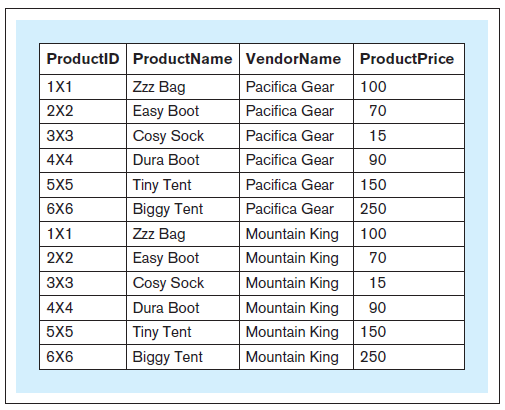 ProductID ProductName VendorName ProductPrice
1X1 Zzz Bag Pacifica Gear 100
2X2 Easy Boot Pacifica Gear 70
3X3 Cosy Sock Pacifica Gear 15
4X4 Dura Boot Pacifica Gear 90
5X5 Tiny Tent Pacifica Gear 150
6X6 Biggy Tent Pacifica Gear 250
1X1 Zzz Bag Mountain King 100
2X2 Easy Boot Mountain King 70
3X3 Cosy Sock Mountain King 15
4X4 Dura Boot Mountain King 90
5X5 Tiny Tent Mountain King 150
6X6 Biggy Tent Mountain King 250